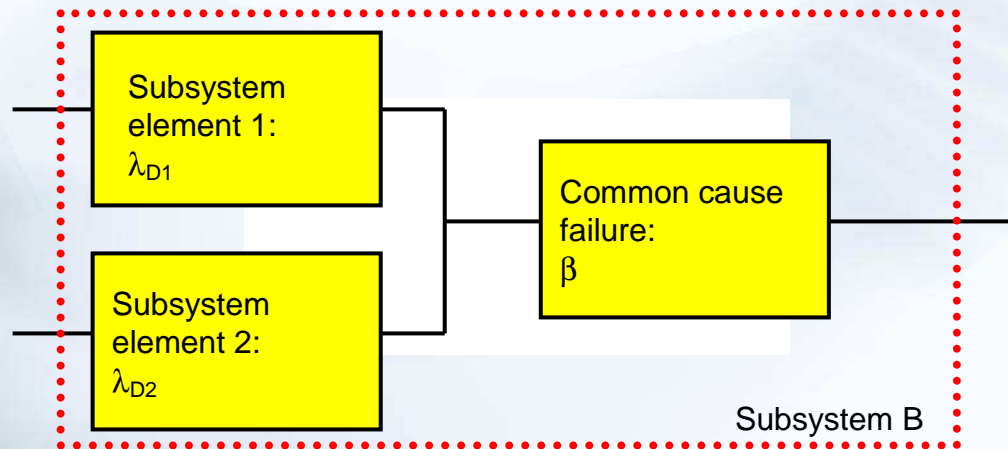 Subsystem
element 1:
λD1
Common cause
failure:
β
Subsystem
element 2:
λD2
Subsystem B